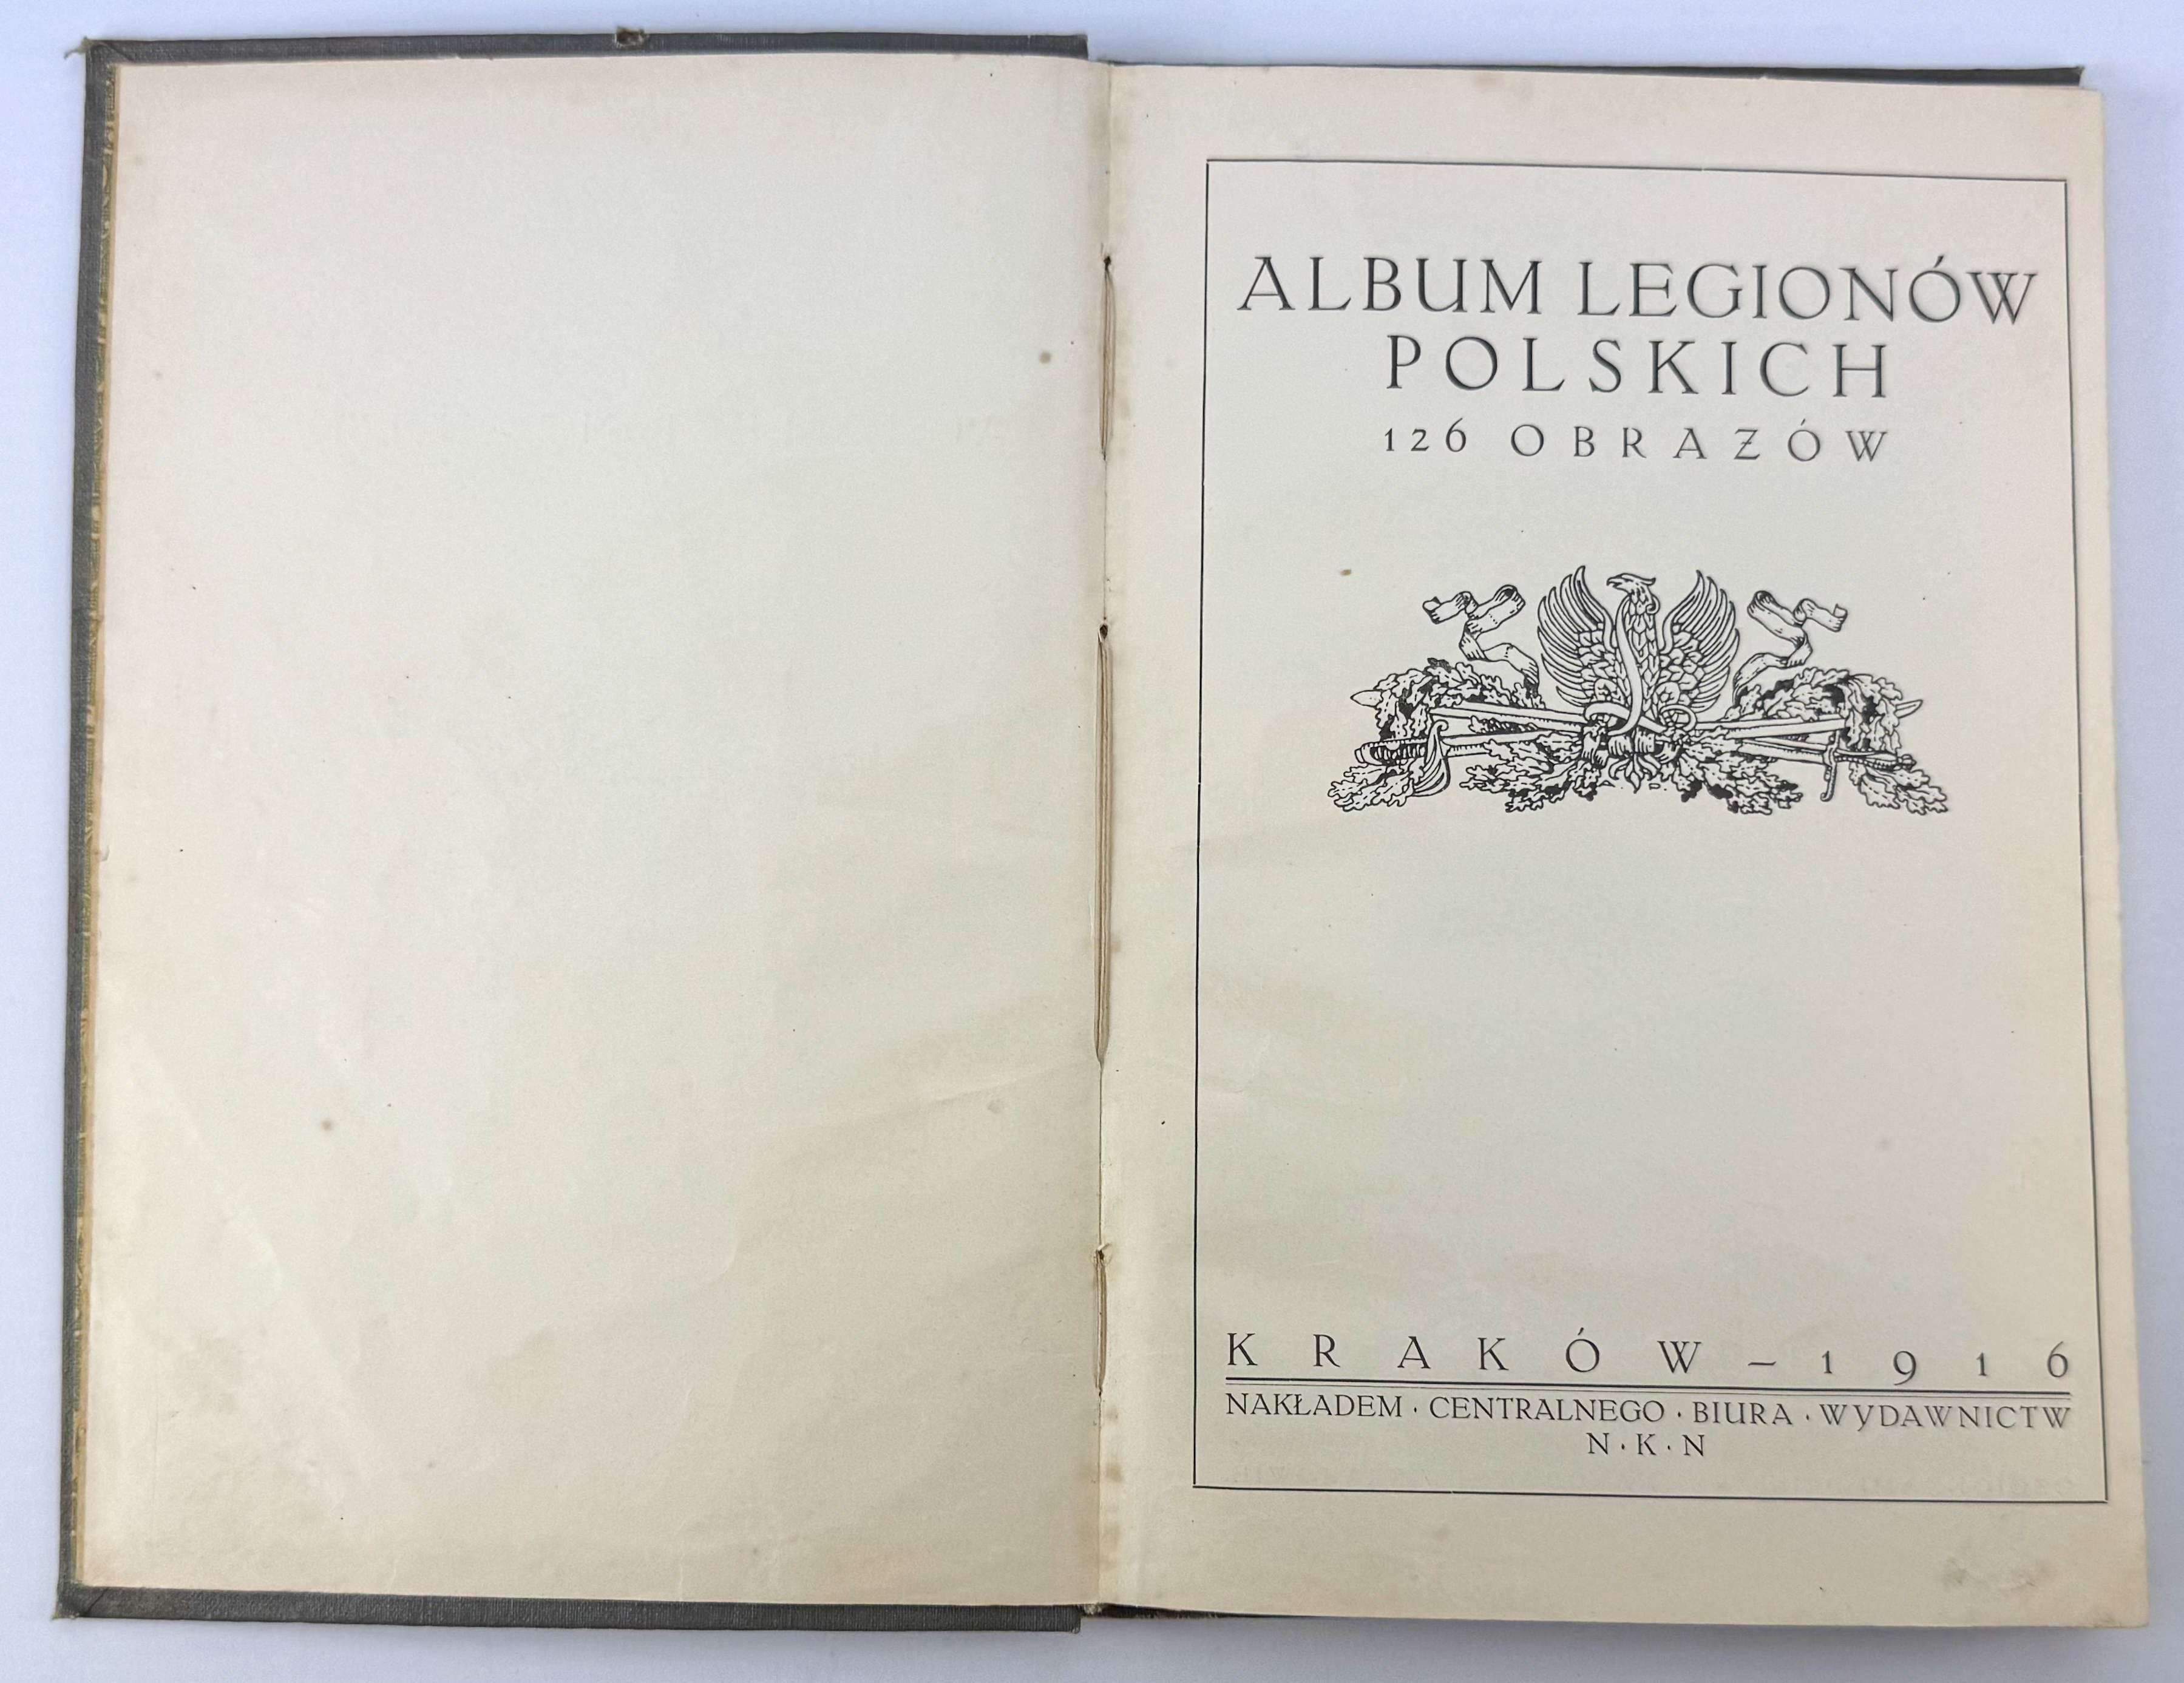 ALBUM LEGIONÓW
POLSKICH
126 OBRAZÓW
KRAKÓW – 1916
NAKŁADEM · CENTRALNEGO · BIURA · WYDAWNICTW
N · K · N